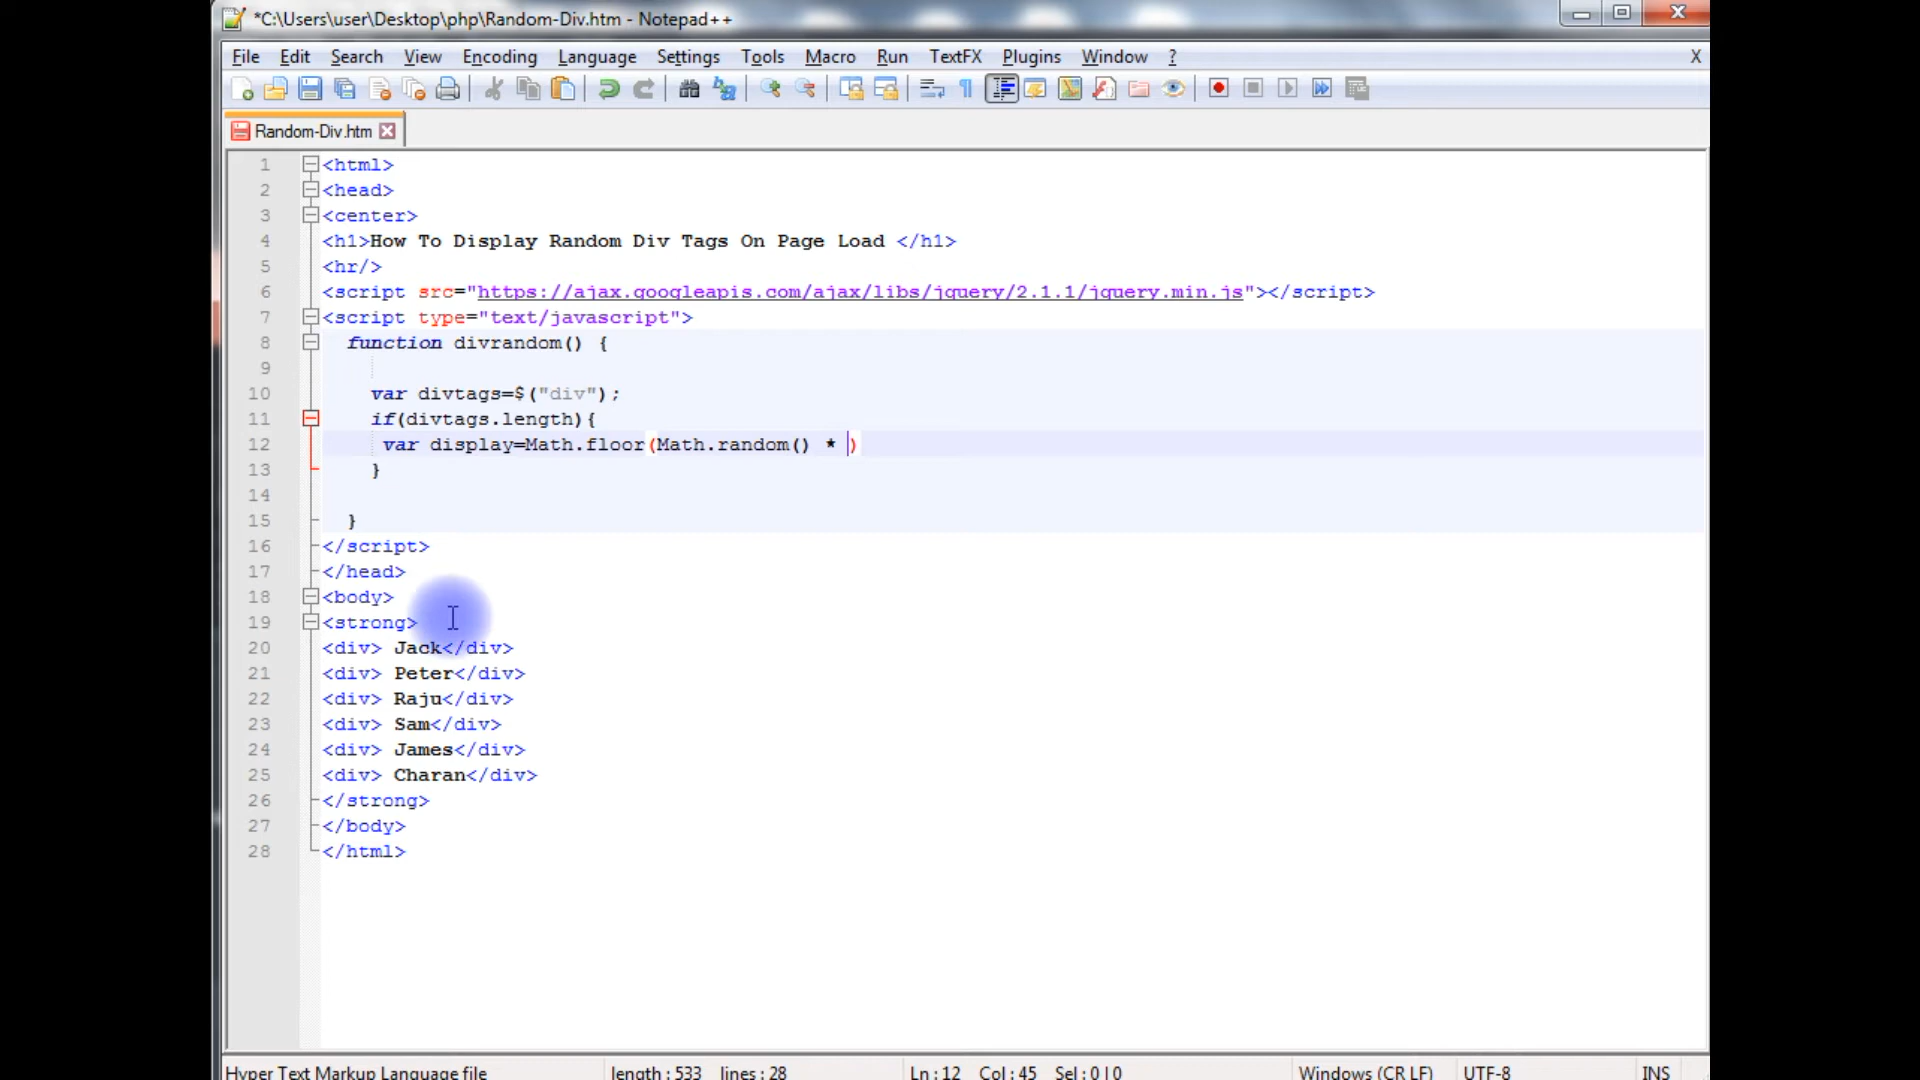 *C:\Users\user\Desktop\php\Random-Div.htm - Notepad++
File Edit Search View Encoding Language Settings Tools Macro Run TextFX Plugins Window ? X
Random-Div.htm
1 <html>
2 <head>
3 <center>
4 <h1>How To Display Random Div Tags On Page Load </h1>
5 <hr/>
6 <script src="https://ajax.googleapis.com/ajax/libs/jquery/2.1.1/jquery.min.js"></script>
7 <script type="text/javascript">
8 function divrandom() {
9
10 var divtags=$("div");
11 if(divtags.length){
12 var display=Math.floor(Math.random() * )
13 }
14
15 }
16 </script>
17 </head>
18 <body>
19 <strong>
20 <div> Jack</div>
21 <div> Peter</div>
22 <div> Raju</div>
23 <div> Sam</div>
24 <div> James</div>
25 <div> Charan</div>
26 </strong>
27 </body>
28 </html>
Hyper Text Markup Language file length : 533 lines : 28 Ln : 12 Col : 45 Sel : 0 | 0 Windows (CR LF) UTF-8 INS